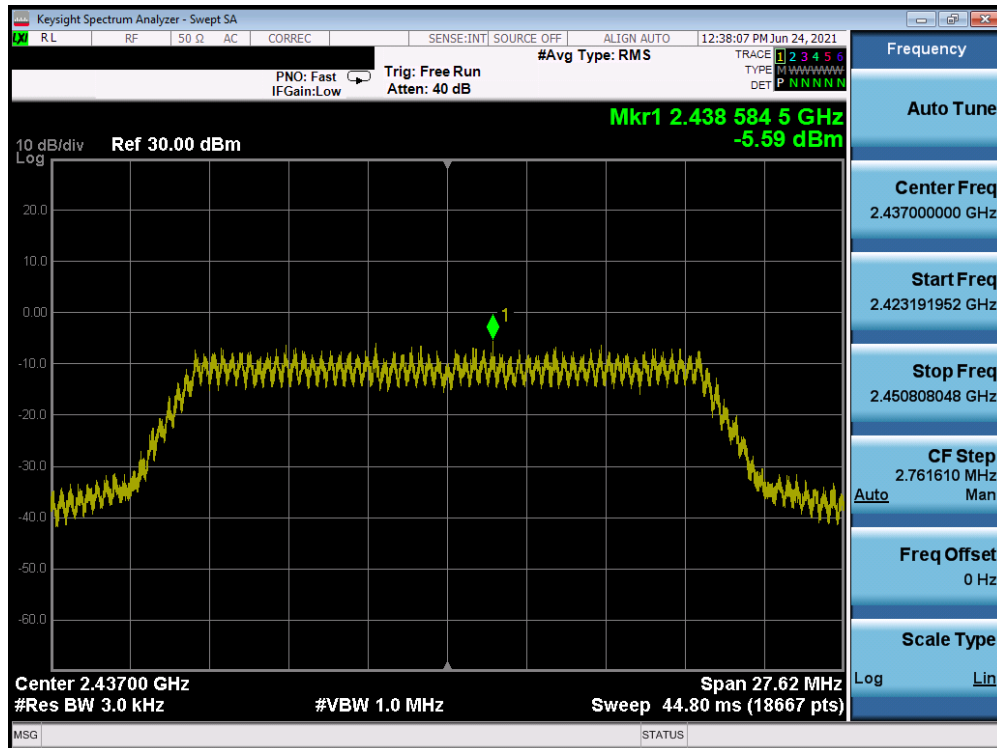 Keysight Spectrum Analyzer - Swept SA
LXI RL RF 50 Ω AC CORREC SENSE:INT SOURCE OFF ALIGN AUTO 12:38:07 PM Jun 24, 2021
#Avg Type: RMS TRACE 1 2 3 4 5 6
PNO: Fast Trig: Free Run TYPE M W W W W W
IFGain:Low Atten: 40 dB DET P N N N N N
Mkr1 2.438 584 5 GHz
-5.59 dBm
10 dB/div Ref 30.00 dBm
Log
20.0
10.0
0.00
1
-10.0
-20.0
-30.0
-40.0
-50.0
-60.0
Center 2.43700 GHz Span 27.62 MHz
#Res BW 3.0 kHz #VBW 1.0 MHz Sweep 44.80 ms (18667 pts)
MSG STATUS
Frequency
Auto Tune
Center Freq
2.437000000 GHz
Start Freq
2.423191952 GHz
Stop Freq
2.450808048 GHz
CF Step
2.761610 MHz
Auto Man
Freq Offset
0 Hz
Scale Type
Log Lin